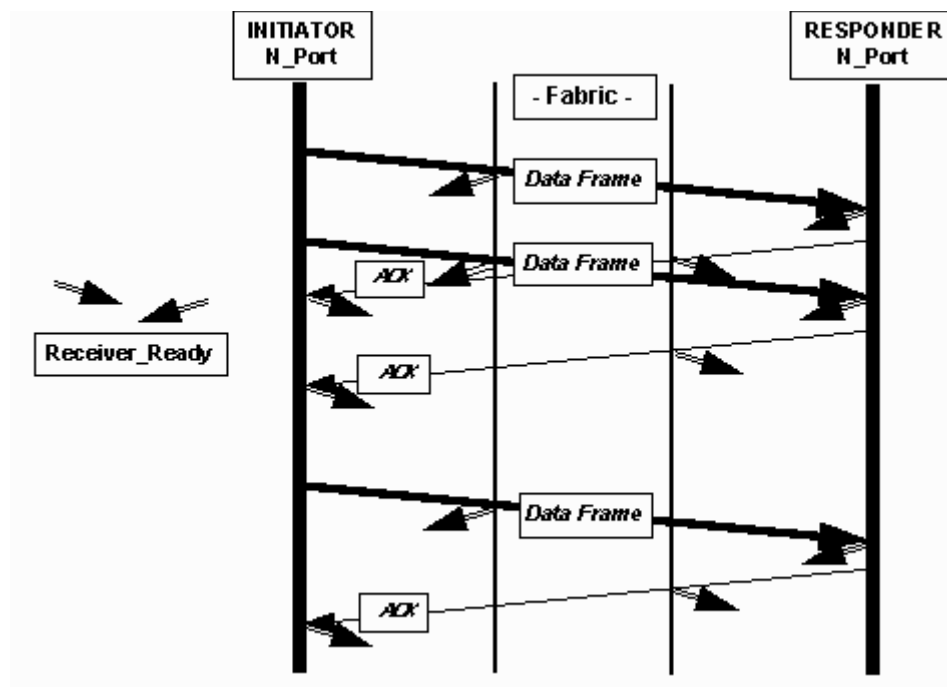 INITIATOR
N_Port
RESPONDER
N_Port
- Fabric -
Data Frame
Data Frame
ACK
Receiver_Ready
ACK
Data Frame
ACK